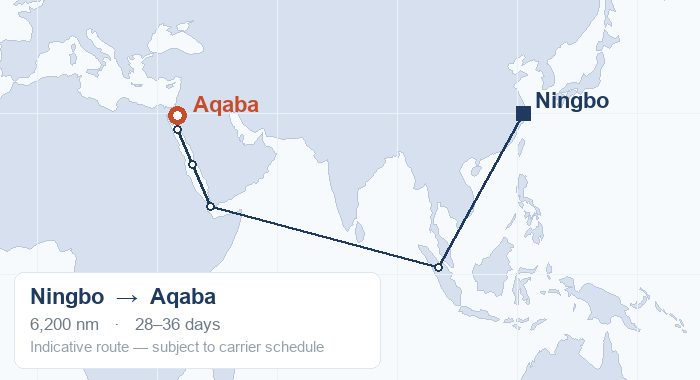 Aqaba
Ningbo
Ningbo → Aqaba
6,200 nm · 28–36 days
Indicative route — subject to carrier schedule